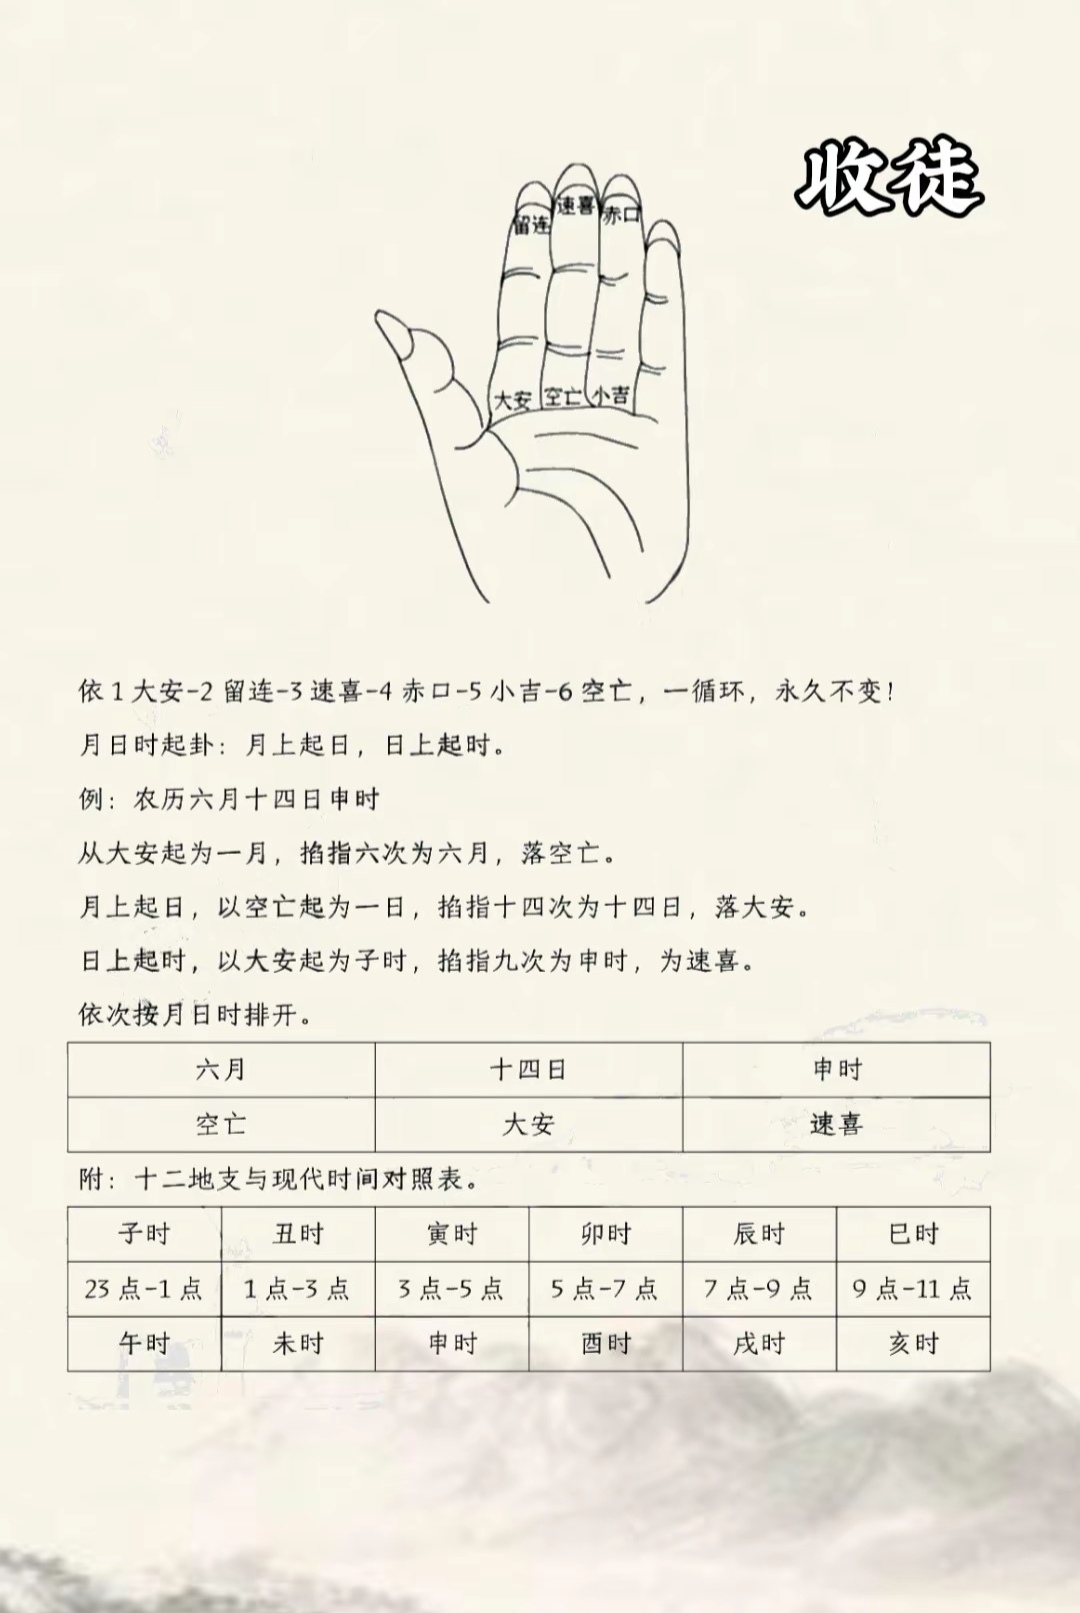 收徒
留连 速喜 赤口
大安 空亡 小吉
依1大安-2留连-3速喜-4赤口-5小吉-6空亡，一循环，永久不变！
月日时起卦：月上起日，日上起时。
例：农历六月十四日申时
从大安起为一月，掐指六次为六月，落空亡。
月上起日，以空亡起为一日，掐指十四次为十四日，落大安。
日上起时，以大安起为子时，掐指九次为申时，为速喜。
依次按月日时排开。
六月 十四日 申时
空亡 大安 速喜
附：十二地支与现代时间对照表。
子时 丑时 寅时 卯时 辰时 巳时
23点-1点 1点-3点 3点-5点 5点-7点 7点-9点 9点-11点
午时 未时 申时 酉时 戌时 亥时